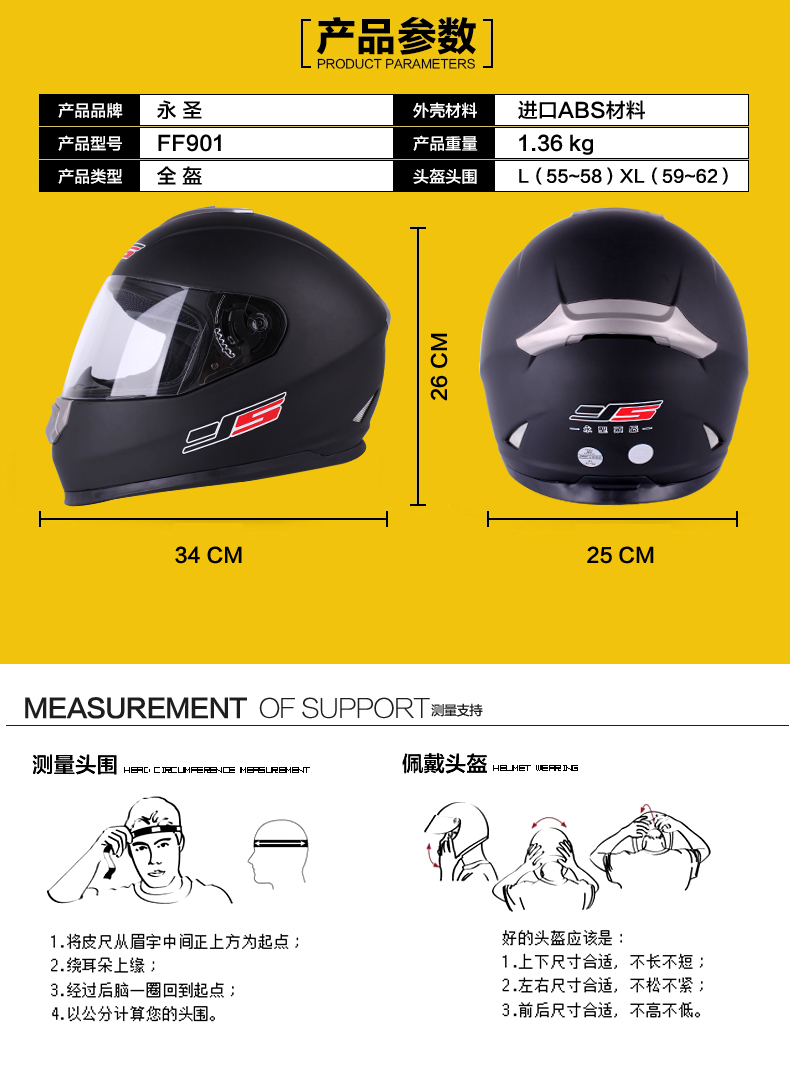 产品参数
PRODUCT PARAMETERS
产品品牌 永 圣 外壳材料 进口ABS材料
产品型号 FF901 产品重量 1.36 kg
产品类型 全 盔 头盔头围 L（55~58）XL（59~62）
26 CM
34 CM
25 CM
MEASUREMENT OF SUPPORT测量支持
测量头围 HEAD CIRCUMFERENCE MEASUREMENT
佩戴头盔 HELMET WEARING
1.将皮尺从眉宇中间正上方为起点；
2.绕耳朵上缘；
3.经过后脑一圈回到起点；
4.以公分计算您的头围。
好的头盔应该是：
1.上下尺寸合适，不长不短；
2.左右尺寸合适，不松不紧；
3.前后尺寸合适，不高不低。